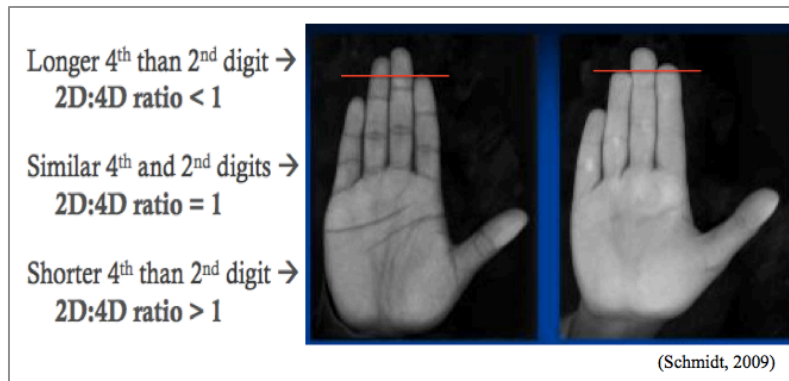 Longer 4th than 2nd digit →
2D:4D ratio < 1
Similar 4th and 2nd digits →
2D:4D ratio = 1
Shorter 4th than 2nd digit →
2D:4D ratio > 1
(Schmidt, 2009)